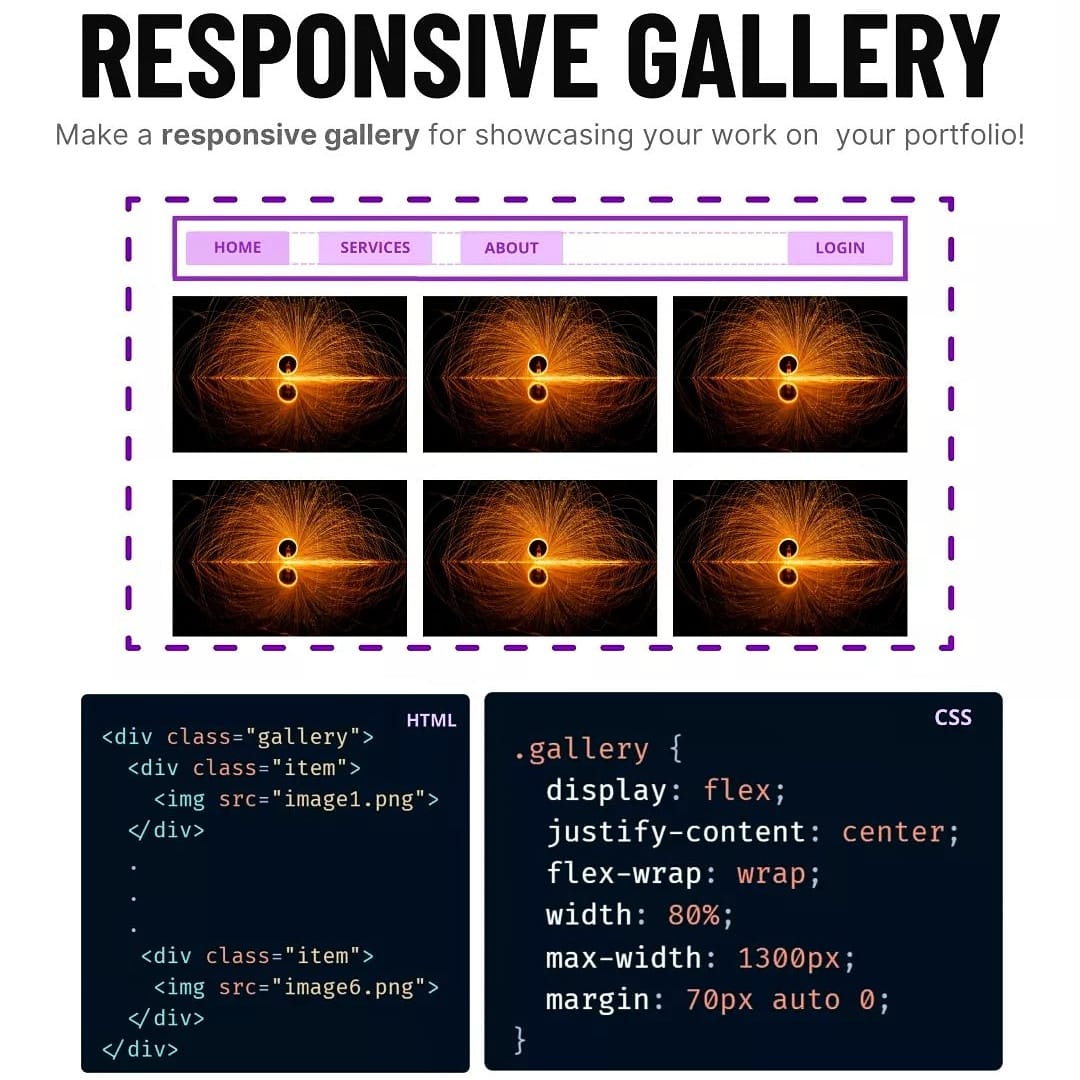 RESPONSIVE GALLERY
Make a responsive gallery for showcasing your work on your portfolio!
HOME SERVICES ABOUT LOGIN
HTML
<div class="gallery">
<div class="item">
<img src="image1.png">
</div>
.
.
.
<div class="item">
<img src="image6.png">
</div>
</div>
CSS
.gallery {
display: flex;
justify-content: center;
flex-wrap: wrap;
width: 80%;
max-width: 1300px;
margin: 70px auto 0;
}